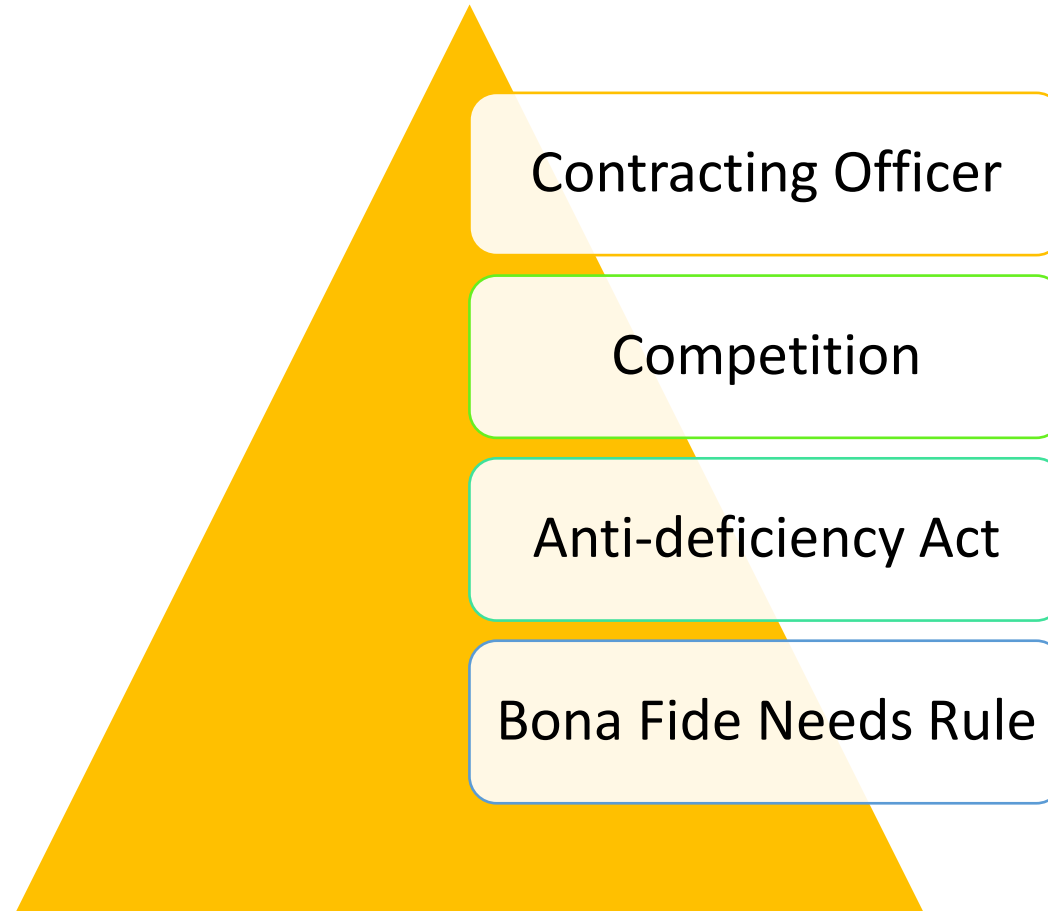 Contracting Officer
Competition
Anti-deficiency Act
Bona Fide Needs Rule